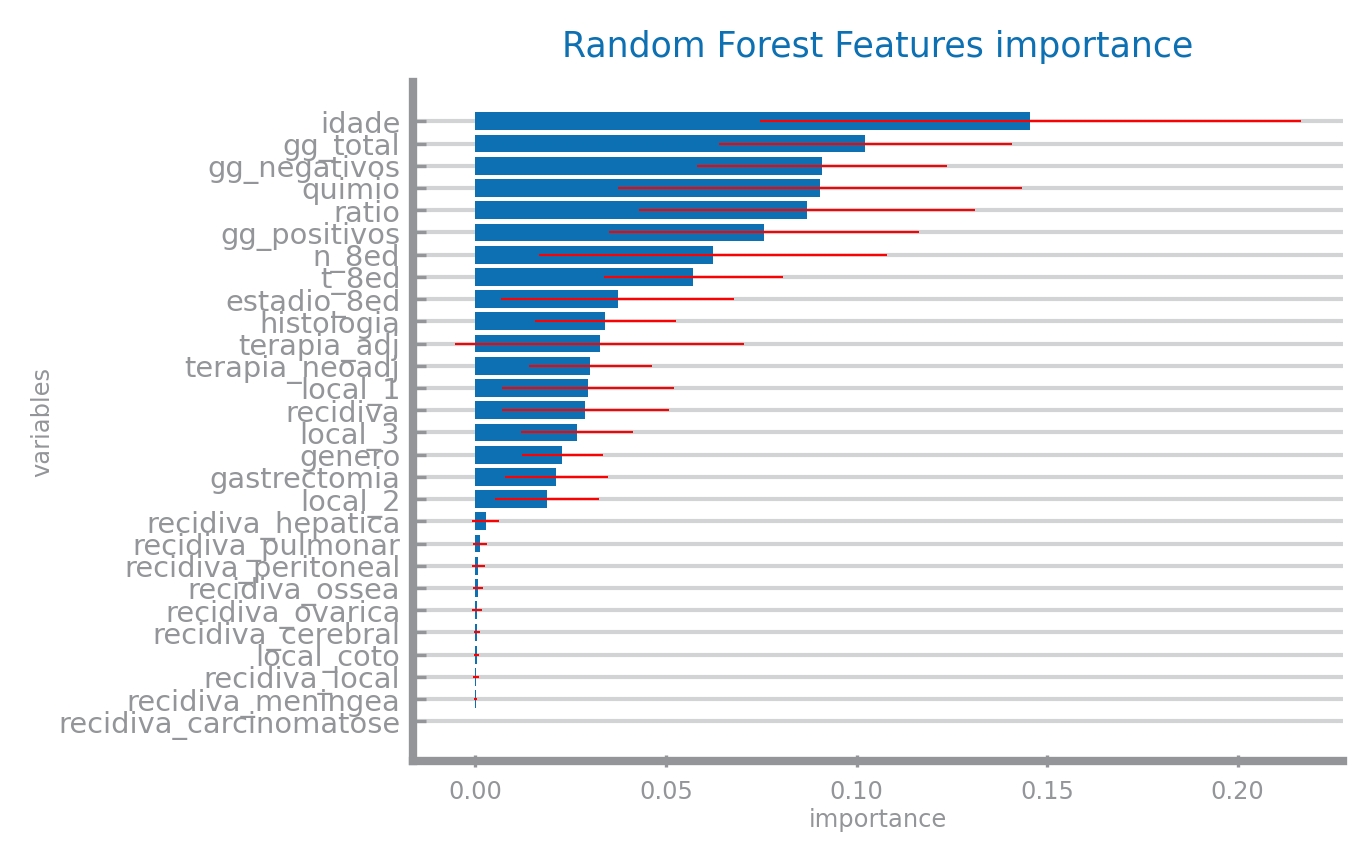 Random Forest Features importance
variables
idade
gg_total
gg_negativos
quimio
ratio
gg_positivos
n_8ed
t_8ed
estadio_8ed
histologia
terapia_adj
terapia_neoadj
local_1
recidiva
local_3
genero
gastrectomia
local_2
recidiva_hepatica
recidiva_pulmonar
recidiva_peritoneal
recidiva_ossea
recidiva_ovarica
recidiva_cerebral
local_coto
recidiva_local
recidiva_meningea
recidiva_carcinomatose
0.00 0.05 0.10 0.15 0.20
importance